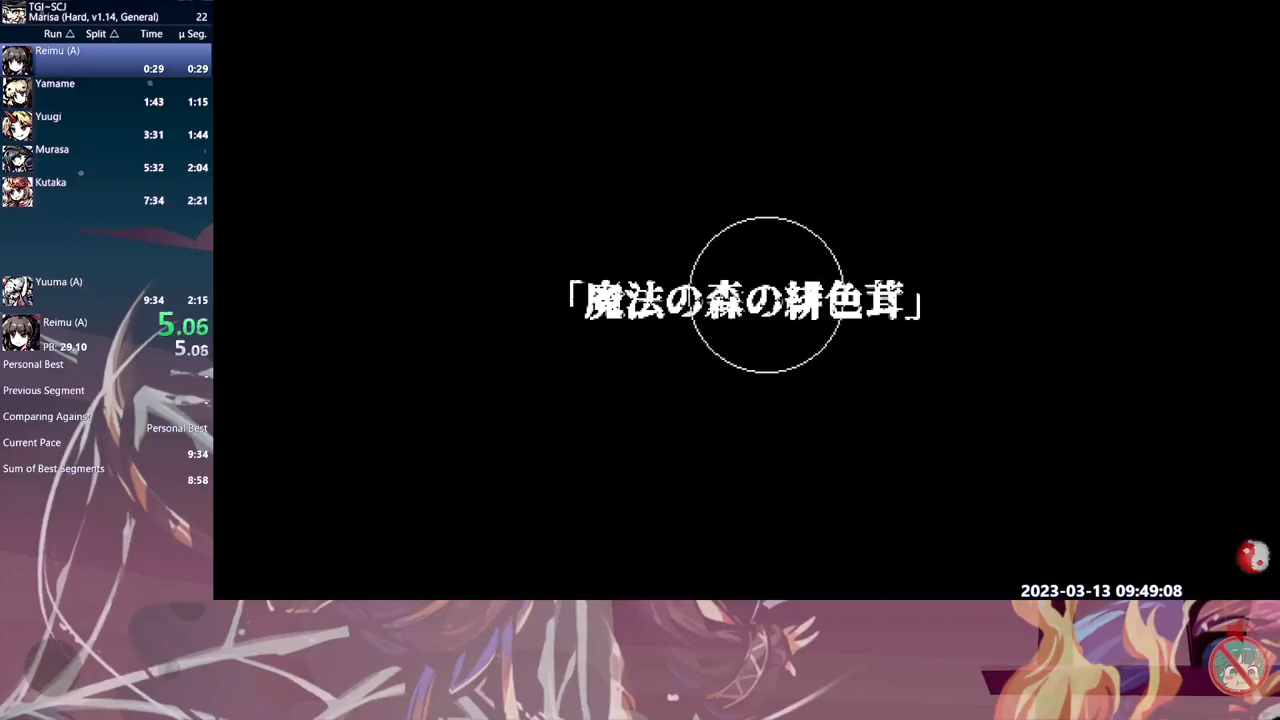 TGI~SCJ
Marisa (Hard, v1.14, General) 22
Run △ Split △ Time µ Seg.
Reimu (A)
0:29 0:29
Yamame
1:43 1:15
Yuugi
3:31 1:44
Murasa
5:32 2:04
Kutaka
7:34 2:21
Yuuma (A)
9:34 2:15
Reimu (A)
5.06
PB: 29.10 5.06
Personal Best -
Previous Segment -
Comparing Against
Personal Best
Current Pace 9:34
Sum of Best Segments 8:58
「魔法の森の緋色茸」
2023-03-13 09:49:08